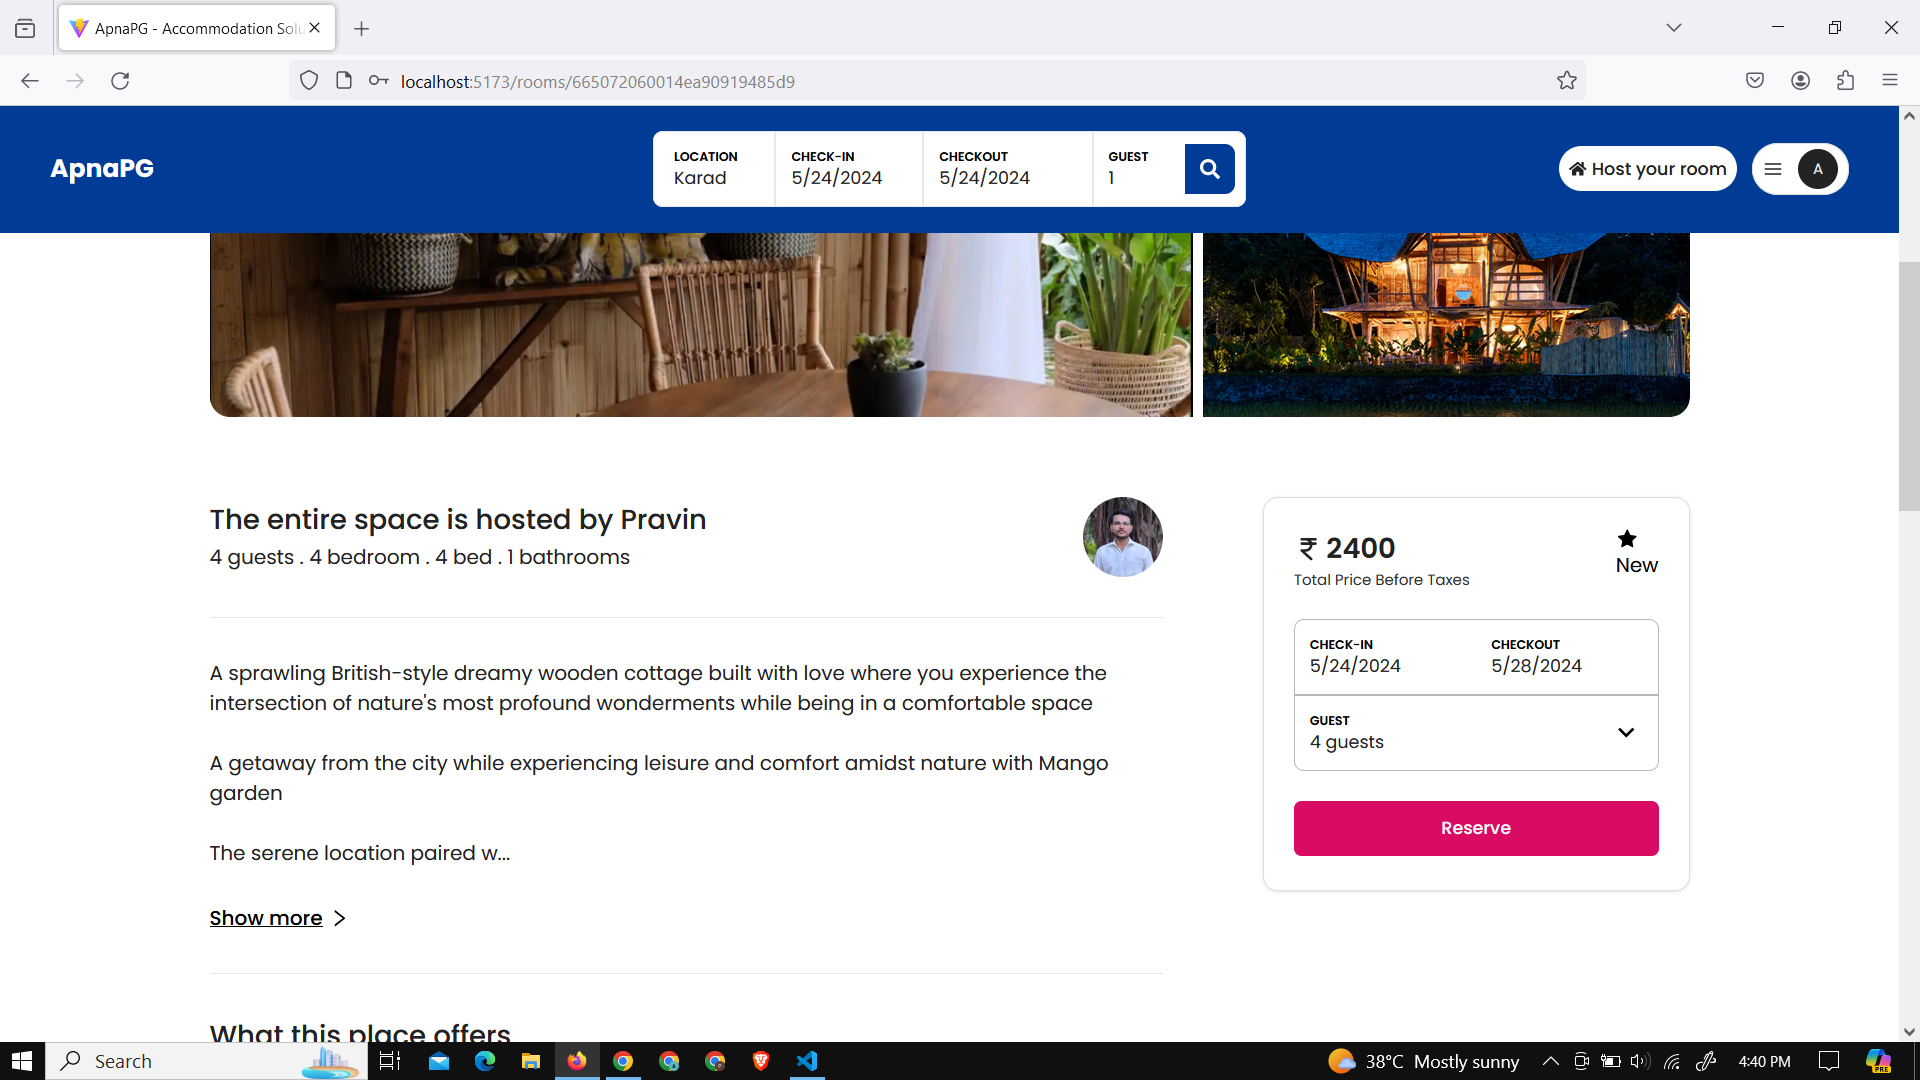 ApnaPG - Accommodation Solu
localhost:5173/rooms/665072060014ea90919485d9
ApnaPG
LOCATION
Karad
CHECK-IN
5/24/2024
CHECKOUT
5/24/2024
GUEST
1
Host your room
A
The entire space is hosted by Pravin
4 guests . 4 bedroom . 4 bed . 1 bathrooms
₹ 2400
Total Price Before Taxes
New
CHECK-IN
5/24/2024
CHECKOUT
5/28/2024
GUEST
4 guests
Reserve
A sprawling British-style dreamy wooden cottage built with love where you experience the
intersection of nature's most profound wonderments while being in a comfortable space
A getaway from the city while experiencing leisure and comfort amidst nature with Mango
garden
The serene location paired w...
Show more
What this place offers
Search
38°C Mostly sunny
4:40 PM
PRE